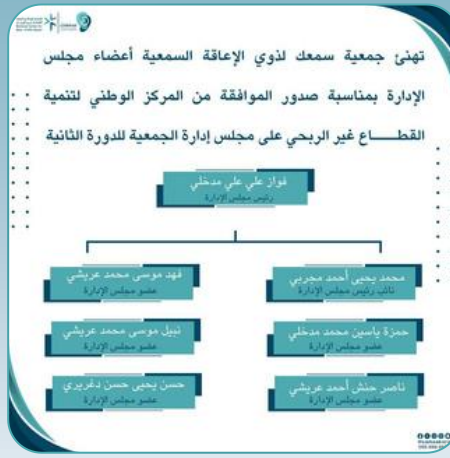 تهنئ جمعية سمعك لذوي الإعاقة السمعية أعضاء مجلس
الإدارة بمناسبة صدور الموافقة من المركز الوطني لتنمية
القطـــاع غير الربحي على مجلس إدارة الجمعية للدورة الثانية
فواز علي علي مدخلي
رئيس مجلس الإدارة
محمد يحيى أحمد محربي
نائب رئيس مجلس الإدارة
فهد موسى محمد عريشي
عضو مجلس الإدارة
حمزة ياسين محمد مدخلي
عضو مجلس الإدارة
نبيل موسى محمد عريشي
عضو مجلس الإدارة
ناصر حنش أحمد عريشي
عضو مجلس الإدارة
حسن يحيى حسن دغريري
عضو مجلس الإدارة